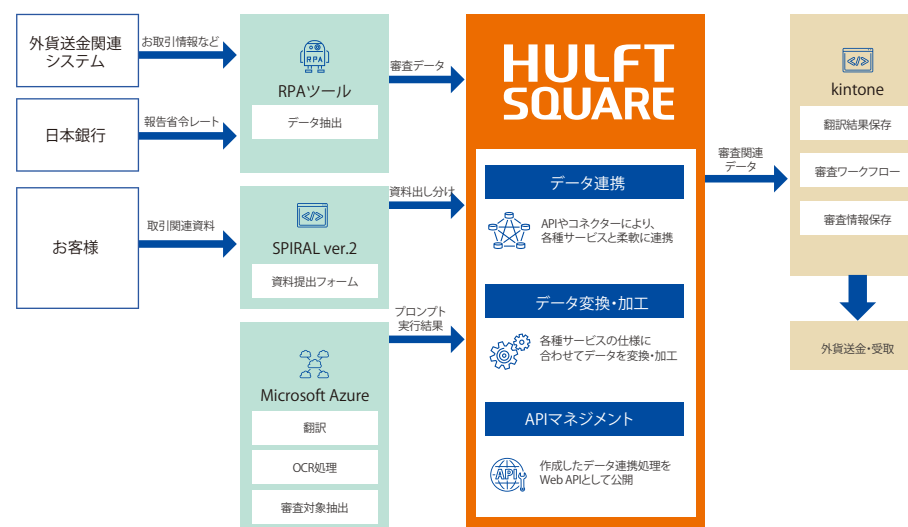 外貨送金関連
システム
お取引情報など
日本銀行
報告省令レート
お客様
取引関連資料
RPA
RPAツール
データ抽出
審査データ
</>
SPIRAL ver.2
資料提出フォーム
資料出し分け
Microsoft Azure
翻訳
OCR処理
審査対象抽出
プロンプト
実行結果
HULFT
SQUARE
データ連携
APIやコネクターにより、
各種サービスと柔軟に連携
データ変換・加工
各種サービスの仕様に
合わせてデータを変換・加工
APIマネジメント
API
作成したデータ連携処理を
Web APIとして公開
審査関連
データ
</>
kintone
翻訳結果保存
審査ワークフロー
審査情報保存
外貨送金・受取